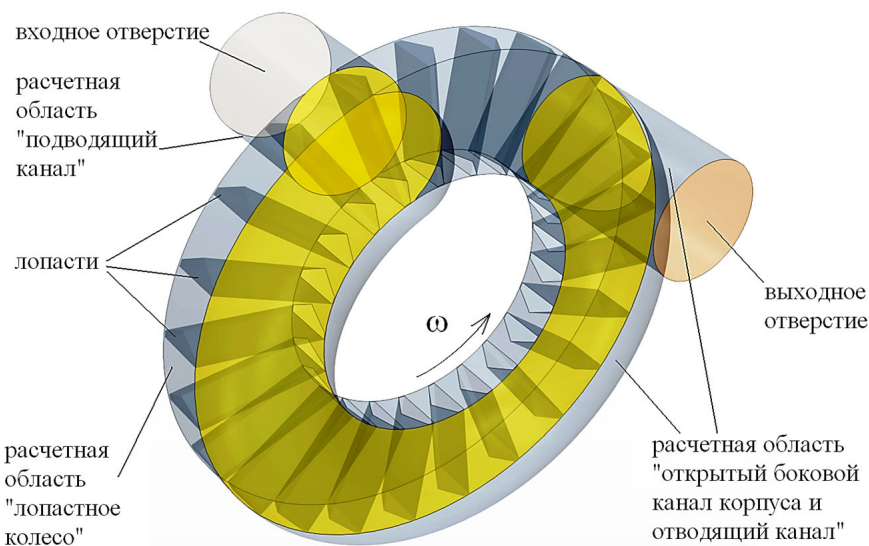 входное отверстие
расчетная
область
"подводящий
канал"
лопасти
ω
выходное
отверстие
расчетная
область
"лопастное
колесо"
расчетная область
"открытый боковой
канал корпуса и
отводящий канал"